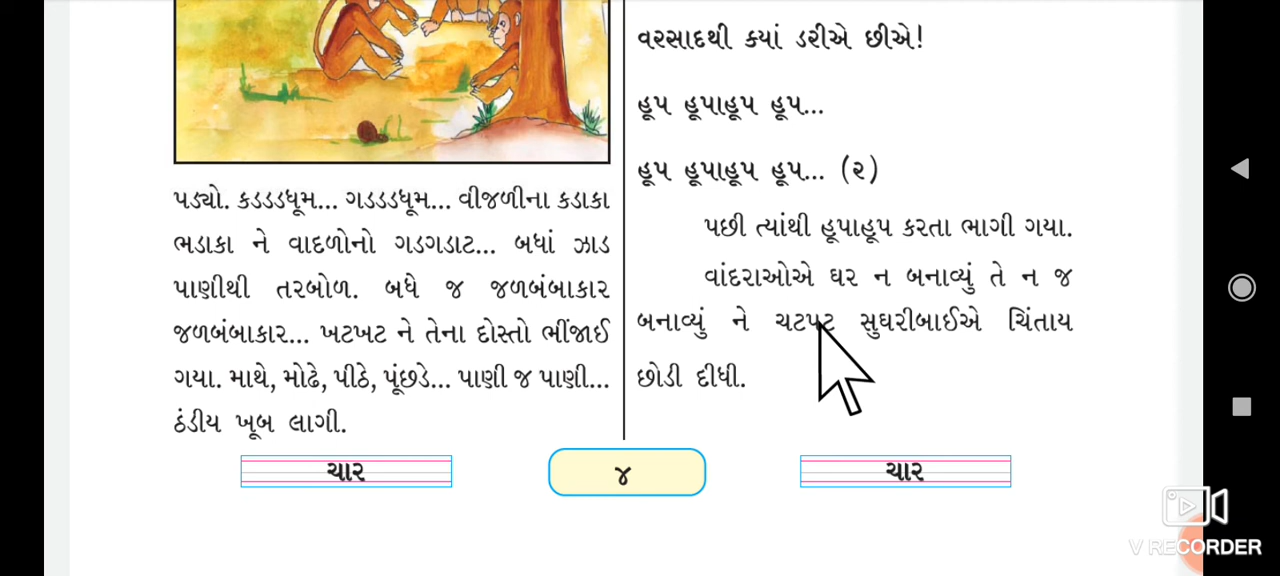 પડ્યો. કડડડધૂમ... ગડડડધૂમ... વીજળીના કડાકા
ભડાકા ને વાદળોનો ગડગડાટ... બધાં ઝાડ
પાણીથી તરબોળ. બધે જ જળબંબાકાર
જળબંબાકાર... ખટખટ ને તેના દોસ્તો ભીંજાઈ
ગયા. માથે, મોઢે, પીઠે, પૂંછડે... પાણી જ પાણી...
ઠંડીય ખૂબ લાગી.
વરસાદથી ક્યાં ડરીએ છીએ!
હૂપ હૂપાહૂપ હૂપ...
હૂપ હૂપાહૂપ હૂપ... (૨)
પછી ત્યાંથી હૂપાહૂપ કરતા ભાગી ગયા.
વાંદરાઓએ ઘર ન બનાવ્યું તે ન જ
બનાવ્યું ને ચટપટ સુઘરીબાઈએ ચિંતાય
છોડી દીધી.
ચાર
૪
ચાર
V RECORDER